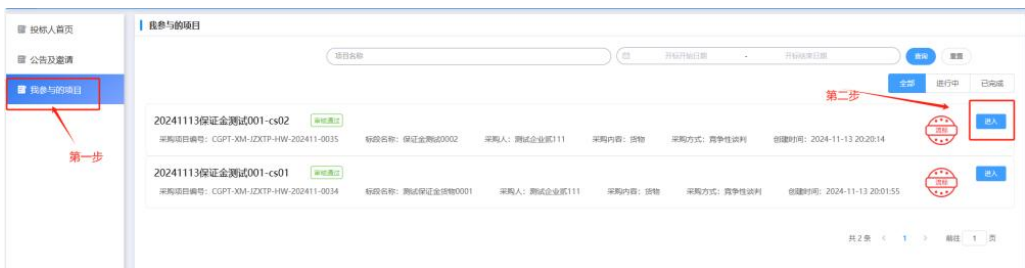 投标人首页
公告及邀请
我参与的项目
第一步
我参与的项目
项目名称 开标开始日期 - 开标结束日期 查询 重置
全部 进行中 已完成
第二步
20241113保证金测试001-cs02 审核通过
采购项目编号：CGPT-XM-JZXTP-HW-202411-0035 标段名称：保证金测试0002 采购人：测试企业贰111 采购内容：货物 采购方式：竞争性谈判 创建时间：2024-11-13 20:20:14
流标 进入
20241113保证金测试001-cs01 审核通过
采购项目编号：CGPT-XM-JZXTP-HW-202411-0034 标段名称：测试保证金货物0001 采购人：测试企业贰111 采购内容：货物 采购方式：竞争性谈判 创建时间：2024-11-13 20:01:55
流标 进入
共 2 条 < 1 > 前往 1 页